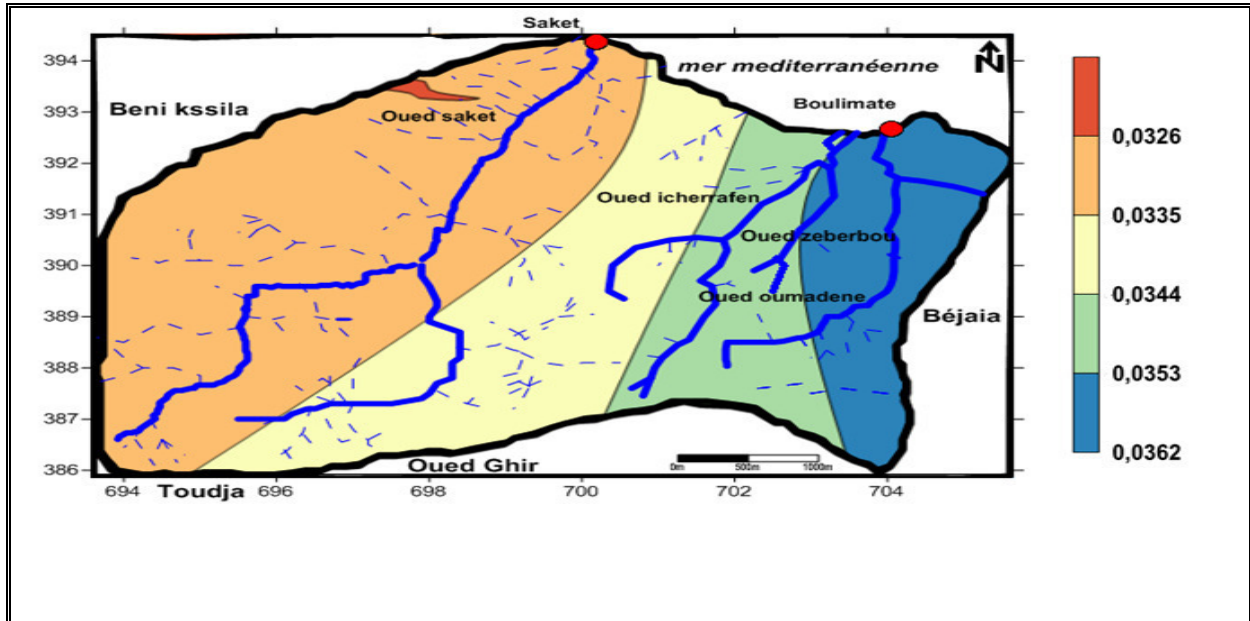 Saket
N
mer mediterranéenne
394
393
392
391
390
389
388
387
386
Beni kssila
Oued saket
Boulimate
Oued icherrafen
Oued zeberbou
Oued oumadene
Béjaia
Oued Ghir
0m 500m 1000m
Toudja
694 696 698 700 702 704
0,0326
0,0335
0,0344
0,0353
0,0362